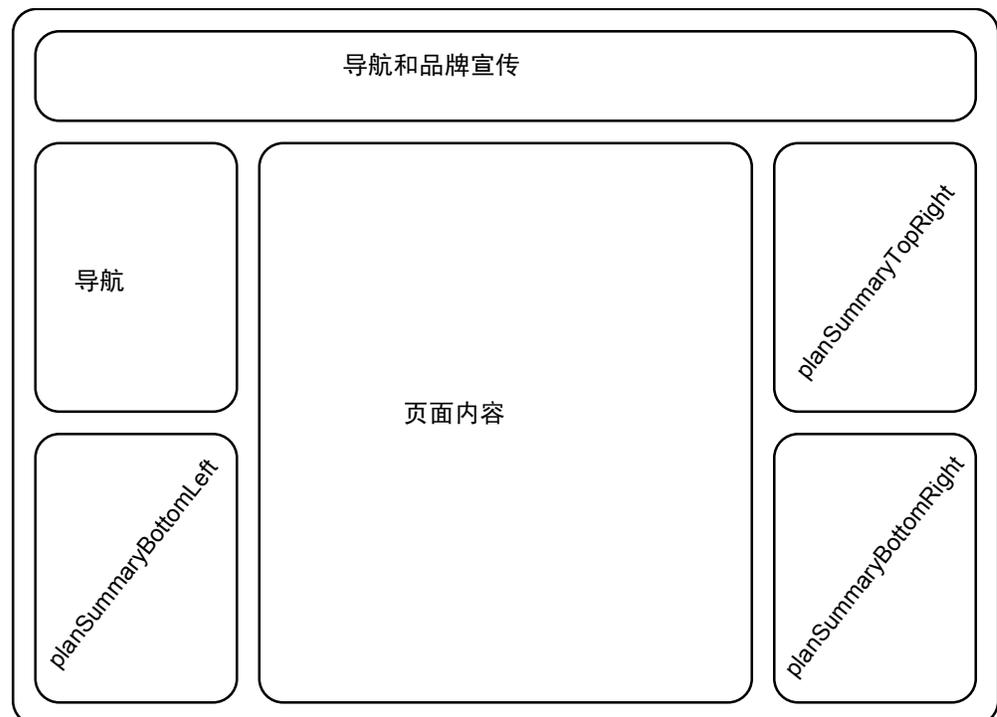 导航和品牌宣传
导航
planSummaryTopRight
页面内容
planSummaryBottomLeft
planSummaryBottomRight